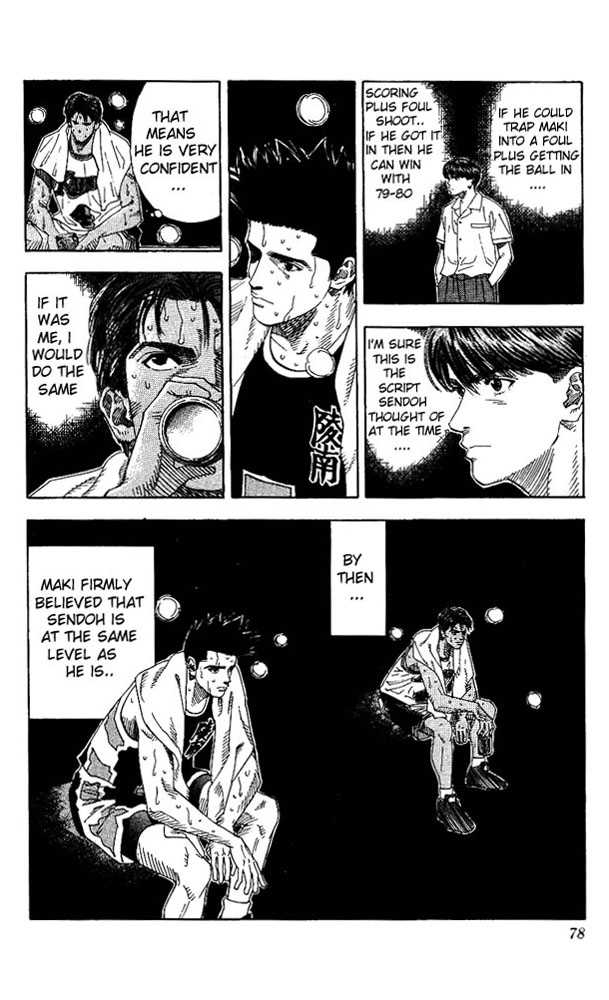 IF HE COULD
TRAP MAKI
INTO A FOUL
PLUS GETTING
THE BALL IN
....
SCORING
PLUS FOUL
SHOOT..
IF HE GOT IT
IN THEN HE
CAN WIN
WITH
79-80
THAT
MEANS
HE IS VERY
CONFIDENT
...
I'M SURE
THIS IS
THE
SCRIPT
SENDOH
THOUGHT OF
AT THE TIME
....
陵南
IF IT
WAS
ME, I
WOULD
DO THE
SAME
BY
THEN
...
MAKI FIRMLY
BELIEVED THAT
SENDOH IS
AT THE SAME
LEVEL AS
HE IS..
78